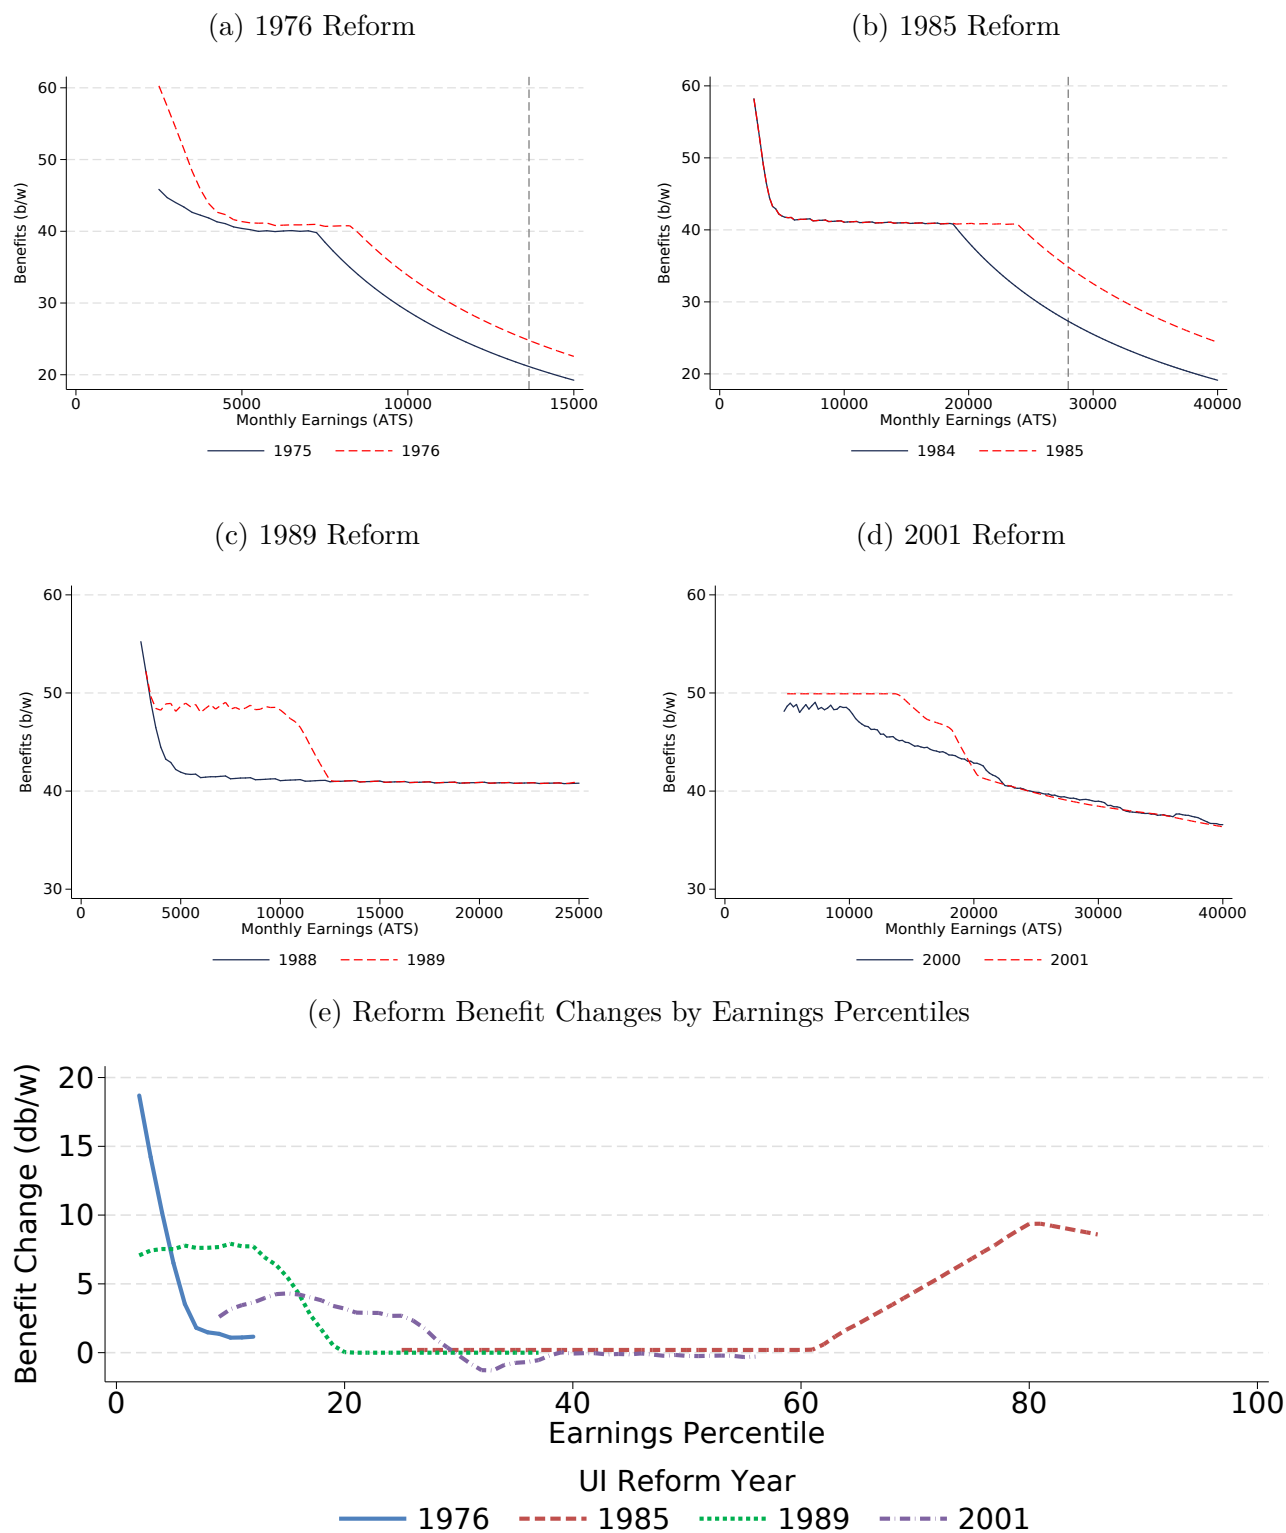 (a) 1976 Reform
60
50
40
30
20
Benefits (b/w)
0 5000 10000 15000
Monthly Earnings (ATS)
1975 1976
(b) 1985 Reform
60
50
40
30
20
Benefits (b/w)
0 10000 20000 30000 40000
Monthly Earnings (ATS)
1984 1985
(c) 1989 Reform
60
50
40
30
Benefits (b/w)
0 5000 10000 15000 20000 25000
Monthly Earnings (ATS)
1988 1989
(d) 2001 Reform
60
50
40
30
Benefits (b/w)
0 10000 20000 30000 40000
Monthly Earnings (ATS)
2000 2001
(e) Reform Benefit Changes by Earnings Percentiles
20
15
10
5
0
Benefit Change (db/w)
0 20 40 60 80 100
Earnings Percentile
UI Reform Year
1976 1985 1989 2001